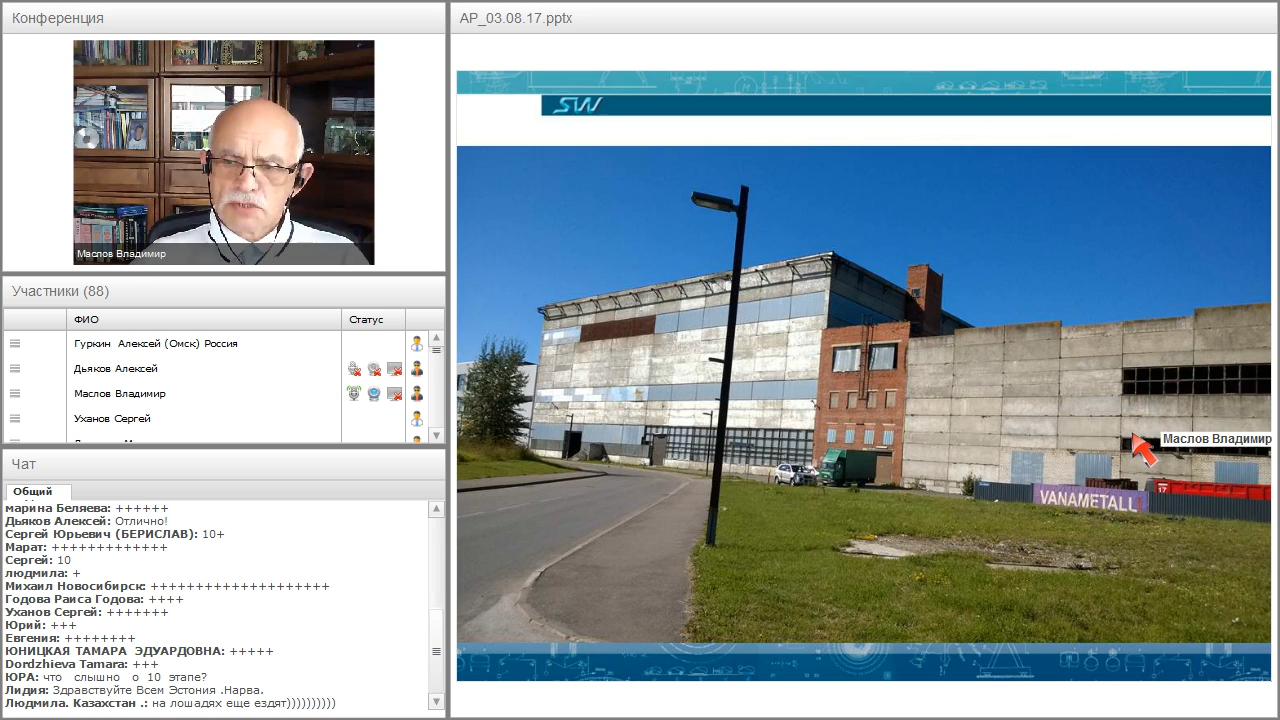 Конференция
Маслов Владимир
Участники (88)
ФИО
Статус
Гуркин Алексей (Омск) Россия
Дьяков Алексей
Маслов Владимир
Уханов Сергей
Чат
Общий
марина Беляева: ++++++
Дьяков Алексей: Отлично!
Сергей Юрьевич (БЕРИСЛАВ): 10+
Марат: +++++++++++++
Сергей: 10
людмила: +
Михаил Новосибирск: ++++++++++++++++++++
Годова Раиса Годова: ++++
Уханов Сергей: +++++++
Юрий: +++
Евгения: ++++++++
ЮНИЦКАЯ ТАМАРА ЭДУАРДОВНА: +++++
Dordzhieva Tamara: +++
Ю.Г.А: что слышно о 10 этапе?
Лидия: Здравствуйте Всем Эстония .Нарва.
Людмила. Казахстан .: на лошадях еще ездят))))))))))
AP_03.08.17.pptx
SW
Маслов Владимир
VANAMETALL
17